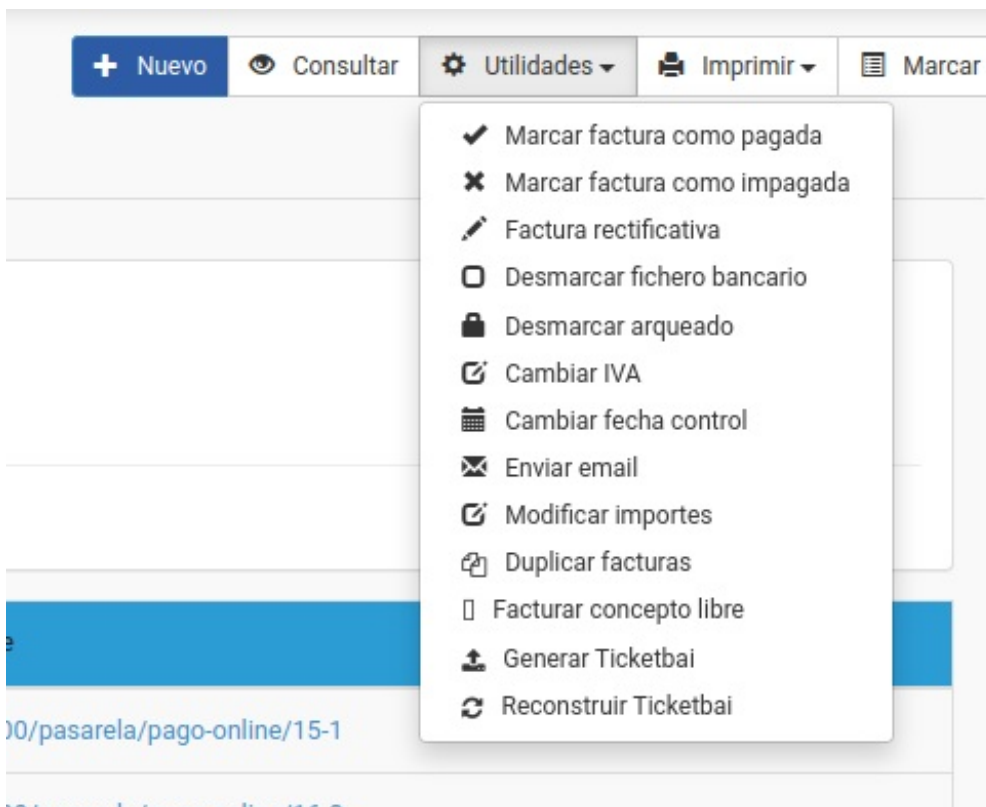 Nuevo Consultar Utilidades Imprimir Marcar
Marcar factura como pagada
Marcar factura como impagada
Factura rectificativa
Desmarcar fichero bancario
Desmarcar arqueado
Cambiar IVA
Cambiar fecha control
Enviar email
Modificar importes
Duplicar facturas
Facturar concepto libre
e
Generar Ticketbai
Reconstruir Ticketbai
00/pasarela/pago-online/15-1